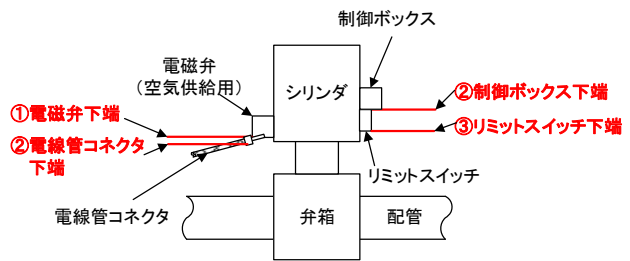 制御ボックス
電磁弁
(空気供給用)
シリンダ
①電磁弁下端
②電線管コネクタ
下端
②制御ボックス下端
③リミットスイッチ下端
リミットスイッチ
電線管コネクタ
弁箱
配管